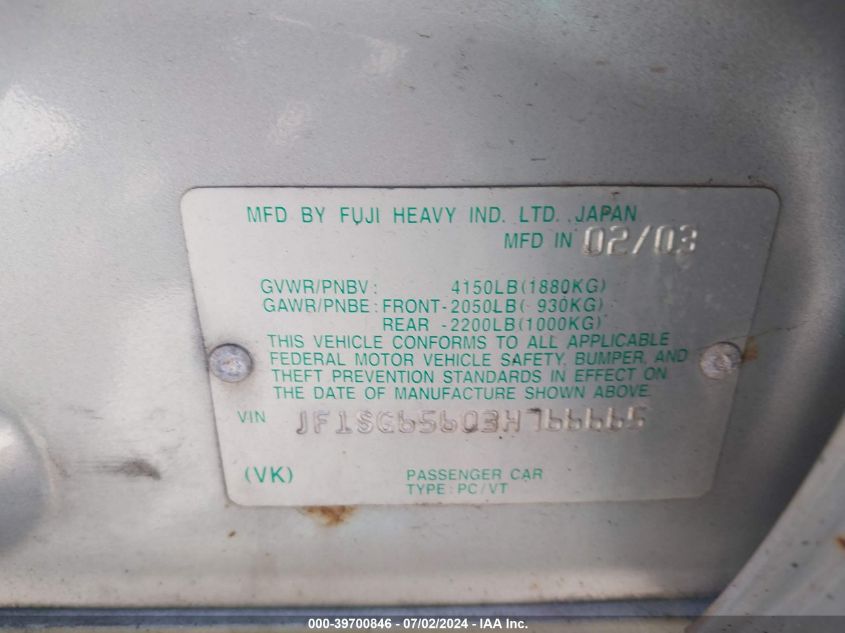 MFD BY FUJI HEAVY IND. LTD. JAPAN
MFD IN 02/03
GVWR/PNBV: 4150LB(1880KG)
GAWR/PNBE: FRONT-2050LB( 930KG)
REAR -2200LB(1000KG)
THIS VEHICLE CONFORMS TO ALL APPLICABLE
FEDERAL MOTOR VEHICLE SAFETY, BUMPER, AND
THEFT PREVENTION STANDARDS IN EFFECT ON
THE DATE OF MANUFACTURE SHOWN ABOVE.
VIN JF1SG65603H766665
(VK) PASSENGER CAR
TYPE: PC/VT
000-39700846 - 07/02/2024 - IAA Inc.